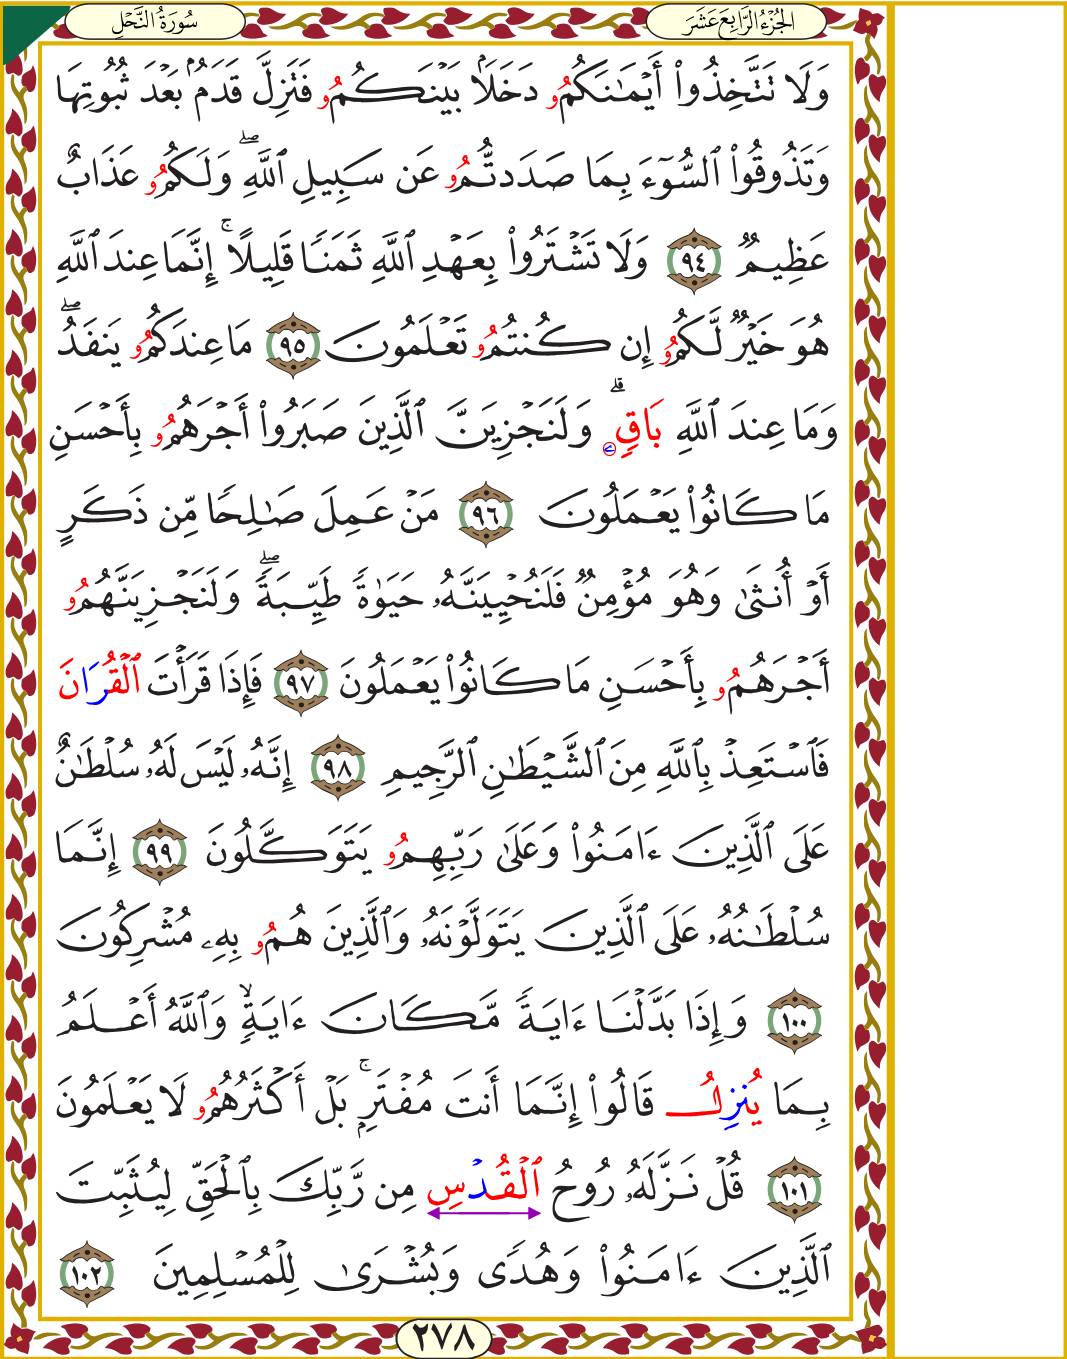 سُورَةُ النَّحْلِ
الجُزْءُ الرَّابِعَ عَشَرَ
وَلَا تَتَّخِذُوٓاْ أَيْمَٰنَكُمُۥ دَخَلَۢا بَيْنَكُمُۥ فَتَزِلَّ قَدَمُۢ بَعْدَ ثُبُوتِهَا
وَتَذُوقُواْ ٱلسُّوٓءَ بِمَا صَدَدتُّمُۥ عَن سَبِيلِ ٱللَّهِۖ وَلَكُمُۥ عَذَابٌ
عَظِيمٌ ٩٤ وَلَا تَشْتَرُواْ بِعَهْدِ ٱللَّهِ ثَمَنًا قَلِيلًاۚ إِنَّمَا عِندَ ٱللَّهِ
هُوَ خَيْرٌ لَّكُمُۥ إِن كُنتُمُۥ تَعْلَمُونَ ٩٥ مَا عِندَكُمُۥ يَنفَدُۖ
وَمَا عِندَ ٱللَّهِ بَاقِۦۗ وَلَنَجْزِيَنَّ ٱلَّذِينَ صَبَرُوٓاْ أَجْرَهُمُۥ بِأَحْسَنِ
مَا كَانُواْ يَعْمَلُونَ ٩٦ مَنْ عَمِلَ صَٰلِحًا مِّن ذَكَرٍ
أَوْ أُنثَىٰ وَهُوَ مُؤْمِنٌ فَلَنُحْيِيَنَّهُۥ حَيَوٰةً طَيِّبَةًۖ وَلَنَجْزِيَنَّهُمُۥ
أَجْرَهُمُۥ بِأَحْسَنِ مَا كَانُواْ يَعْمَلُونَ ٩٧ فَإِذَا قَرَأْتَ ٱلْقُرَانَ
فَٱسْتَعِذْ بِٱللَّهِ مِنَ ٱلشَّيْطَٰنِ ٱلرَّجِيمِ ٩٨ إِنَّهُۥ لَيْسَ لَهُۥ سُلْطَٰنٌ
عَلَى ٱلَّذِينَ ءَامَنُواْ وَعَلَىٰ رَبِّهِمُۥ يَتَوَكَّلُونَ ٩٩ إِنَّمَا
سُلْطَٰنُهُۥ عَلَى ٱلَّذِينَ يَتَوَلَّوْنَهُۥ وَٱلَّذِينَ هُمُۥ بِهِۦ مُشْرِكُونَ
١٠٠ وَإِذَا بَدَّلْنَآ ءَايَةً مَّكَانَ ءَايَةٍۙ وَٱللَّهُ أَعْلَمُ
بِمَا يُنزِلُ قَالُوٓاْ إِنَّمَآ أَنتَ مُفْتَرِۭۚ بَلْ أَكْثَرُهُمُۥ لَا يَعْلَمُونَ
١٠١ قُلْ نَزَّلَهُۥ رُوحُ ٱلْقُدْسِ مِن رَّبِّكَ بِٱلْحَقِّ لِيُثَبِّتَ
ٱلَّذِينَ ءَامَنُواْ وَهُدًى وَبُشْرَىٰ لِلْمُسْلِمِينَ ١٠٢
٢٧٨